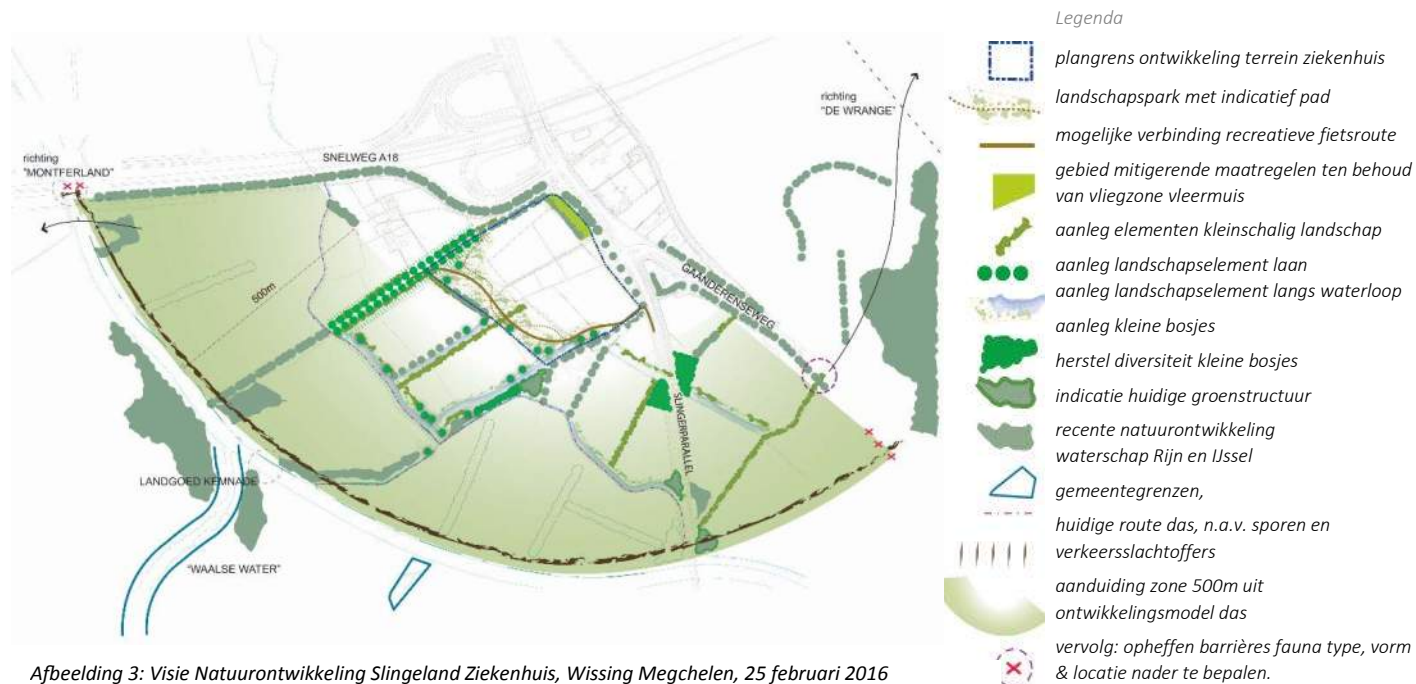 Legenda
plangrens ontwikkeling terrein ziekenhuis
landschapspark met indicatief pad
mogelijke verbinding recreatieve fietsroute
gebied mitigerende maatregelen ten behoud
van vliegzone vleermuis
aanleg elementen kleinschalig landschap
aanleg landschapselement laan
aanleg landschapselement langs waterloop
aanleg kleine bosjes
herstel diversiteit kleine bosjes
indicatie huidige groenstructuur
recente natuurontwikkeling
waterschap Rijn en IJssel
gemeentegrenzen,
huidige route das, n.a.v. sporen en
verkeersslachtoffers
aanduiding zone 500m uit
ontwikkelingsmodel das
vervolg: opheffen barrières fauna type, vorm
& locatie nader te bepalen.
richting
"DE WRANGE"
richting
"MONTFERLAND"
SNELWEG A18
500m
GAANDERENSEWEG
SLINGERPARALLEL
LANDGOED KEMNADE
"WAALSE WATER"
Afbeelding 3: Visie Natuurontwikkeling Slingeland Ziekenhuis, Wissing Megchelen, 25 februari 2016